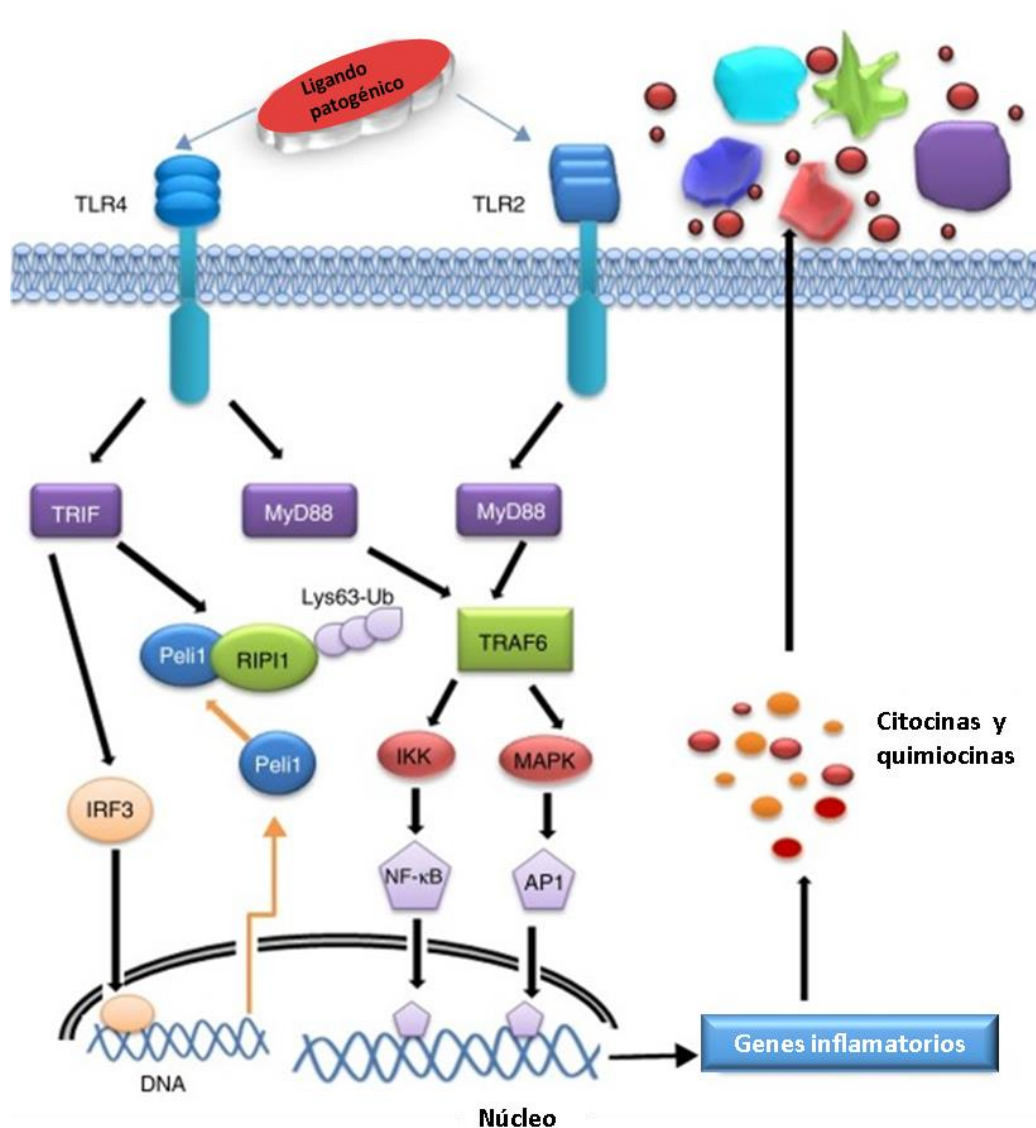 Ligando
patogénico
TLR4
TLR2
TRIF
MyD88
MyD88
Lys63-Ub
Peli1
RIPI1
TRAF6
Peli1
IKK
MAPK
Citocinas y
quimiocinas
IRF3
NF-κB
AP1
Genes inflamatorios
DNA
Núcleo